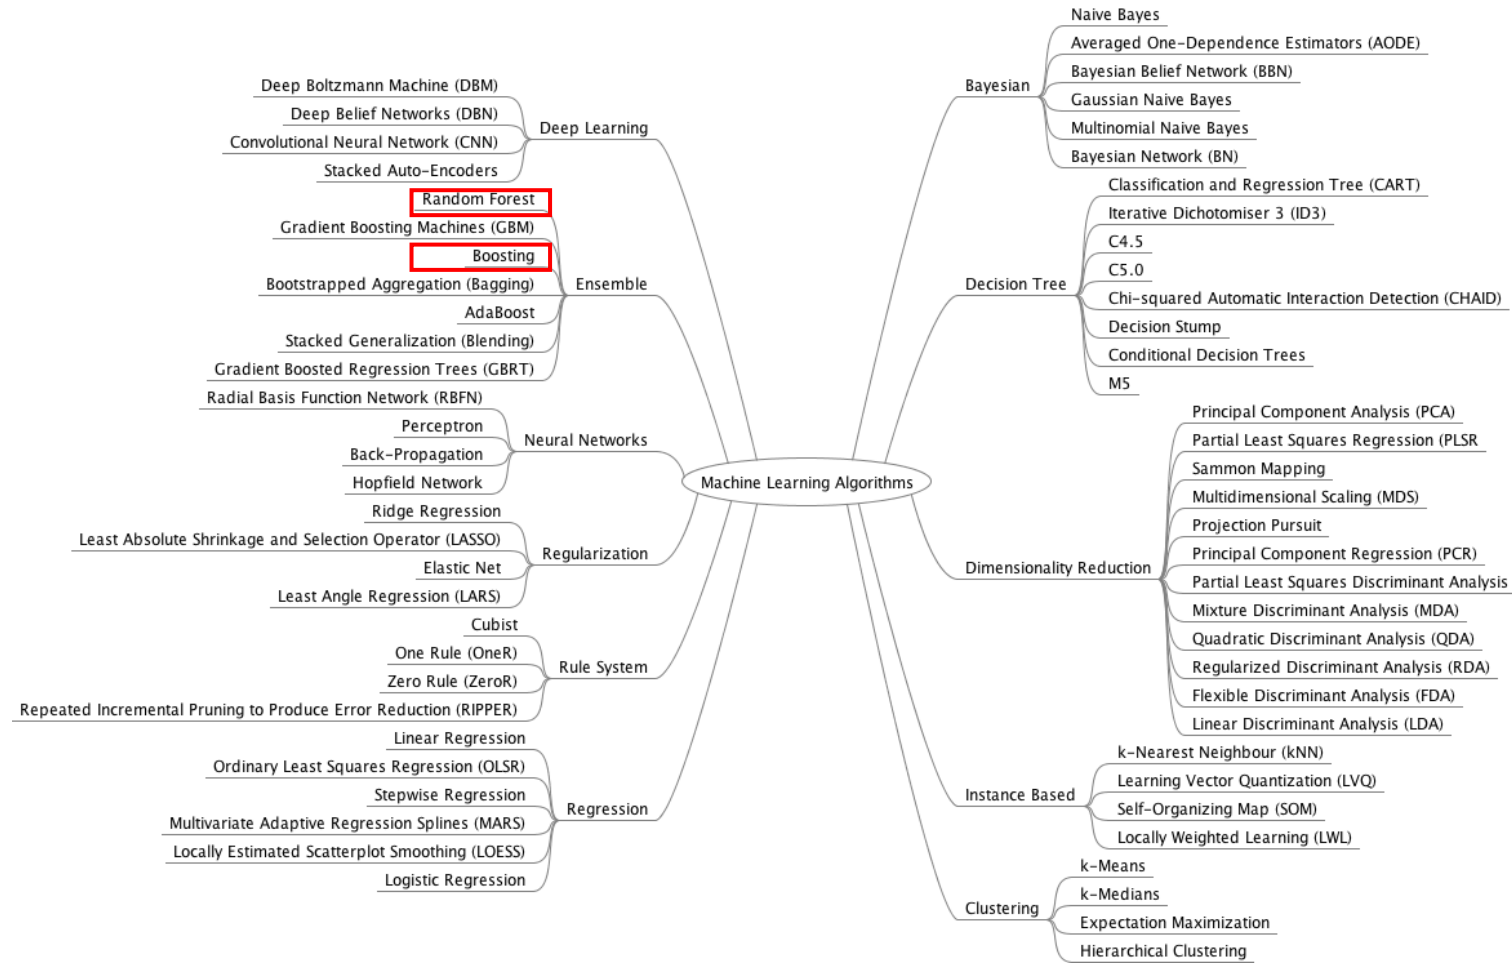 Deep Boltzmann Machine (DBM)
Deep Belief Networks (DBN)
Convolutional Neural Network (CNN)
Stacked Auto-Encoders
Deep Learning
Random Forest
Gradient Boosting Machines (GBM)
Boosting
Bootstrapped Aggregation (Bagging)
AdaBoost
Stacked Generalization (Blending)
Gradient Boosted Regression Trees (GBRT)
Ensemble
Radial Basis Function Network (RBFN)
Perceptron
Back-Propagation
Hopfield Network
Neural Networks
Ridge Regression
Least Absolute Shrinkage and Selection Operator (LASSO)
Elastic Net
Least Angle Regression (LARS)
Regularization
Cubist
One Rule (OneR)
Zero Rule (ZeroR)
Repeated Incremental Pruning to Produce Error Reduction (RIPPER)
Rule System
Linear Regression
Ordinary Least Squares Regression (OLSR)
Stepwise Regression
Multivariate Adaptive Regression Splines (MARS)
Locally Estimated Scatterplot Smoothing (LOESS)
Logistic Regression
Regression
Machine Learning Algorithms
Bayesian
Naive Bayes
Averaged One-Dependence Estimators (AODE)
Bayesian Belief Network (BBN)
Gaussian Naive Bayes
Multinomial Naive Bayes
Bayesian Network (BN)
Decision Tree
Classification and Regression Tree (CART)
Iterative Dichotomiser 3 (ID3)
C4.5
C5.0
Chi-squared Automatic Interaction Detection (CHAID)
Decision Stump
Conditional Decision Trees
M5
Dimensionality Reduction
Principal Component Analysis (PCA)
Partial Least Squares Regression (PLSR
Sammon Mapping
Multidimensional Scaling (MDS)
Projection Pursuit
Principal Component Regression (PCR)
Partial Least Squares Discriminant Analysis
Mixture Discriminant Analysis (MDA)
Quadratic Discriminant Analysis (QDA)
Regularized Discriminant Analysis (RDA)
Flexible Discriminant Analysis (FDA)
Linear Discriminant Analysis (LDA)
Instance Based
k-Nearest Neighbour (kNN)
Learning Vector Quantization (LVQ)
Self-Organizing Map (SOM)
Locally Weighted Learning (LWL)
Clustering
k-Means
k-Medians
Expectation Maximization
Hierarchical Clustering